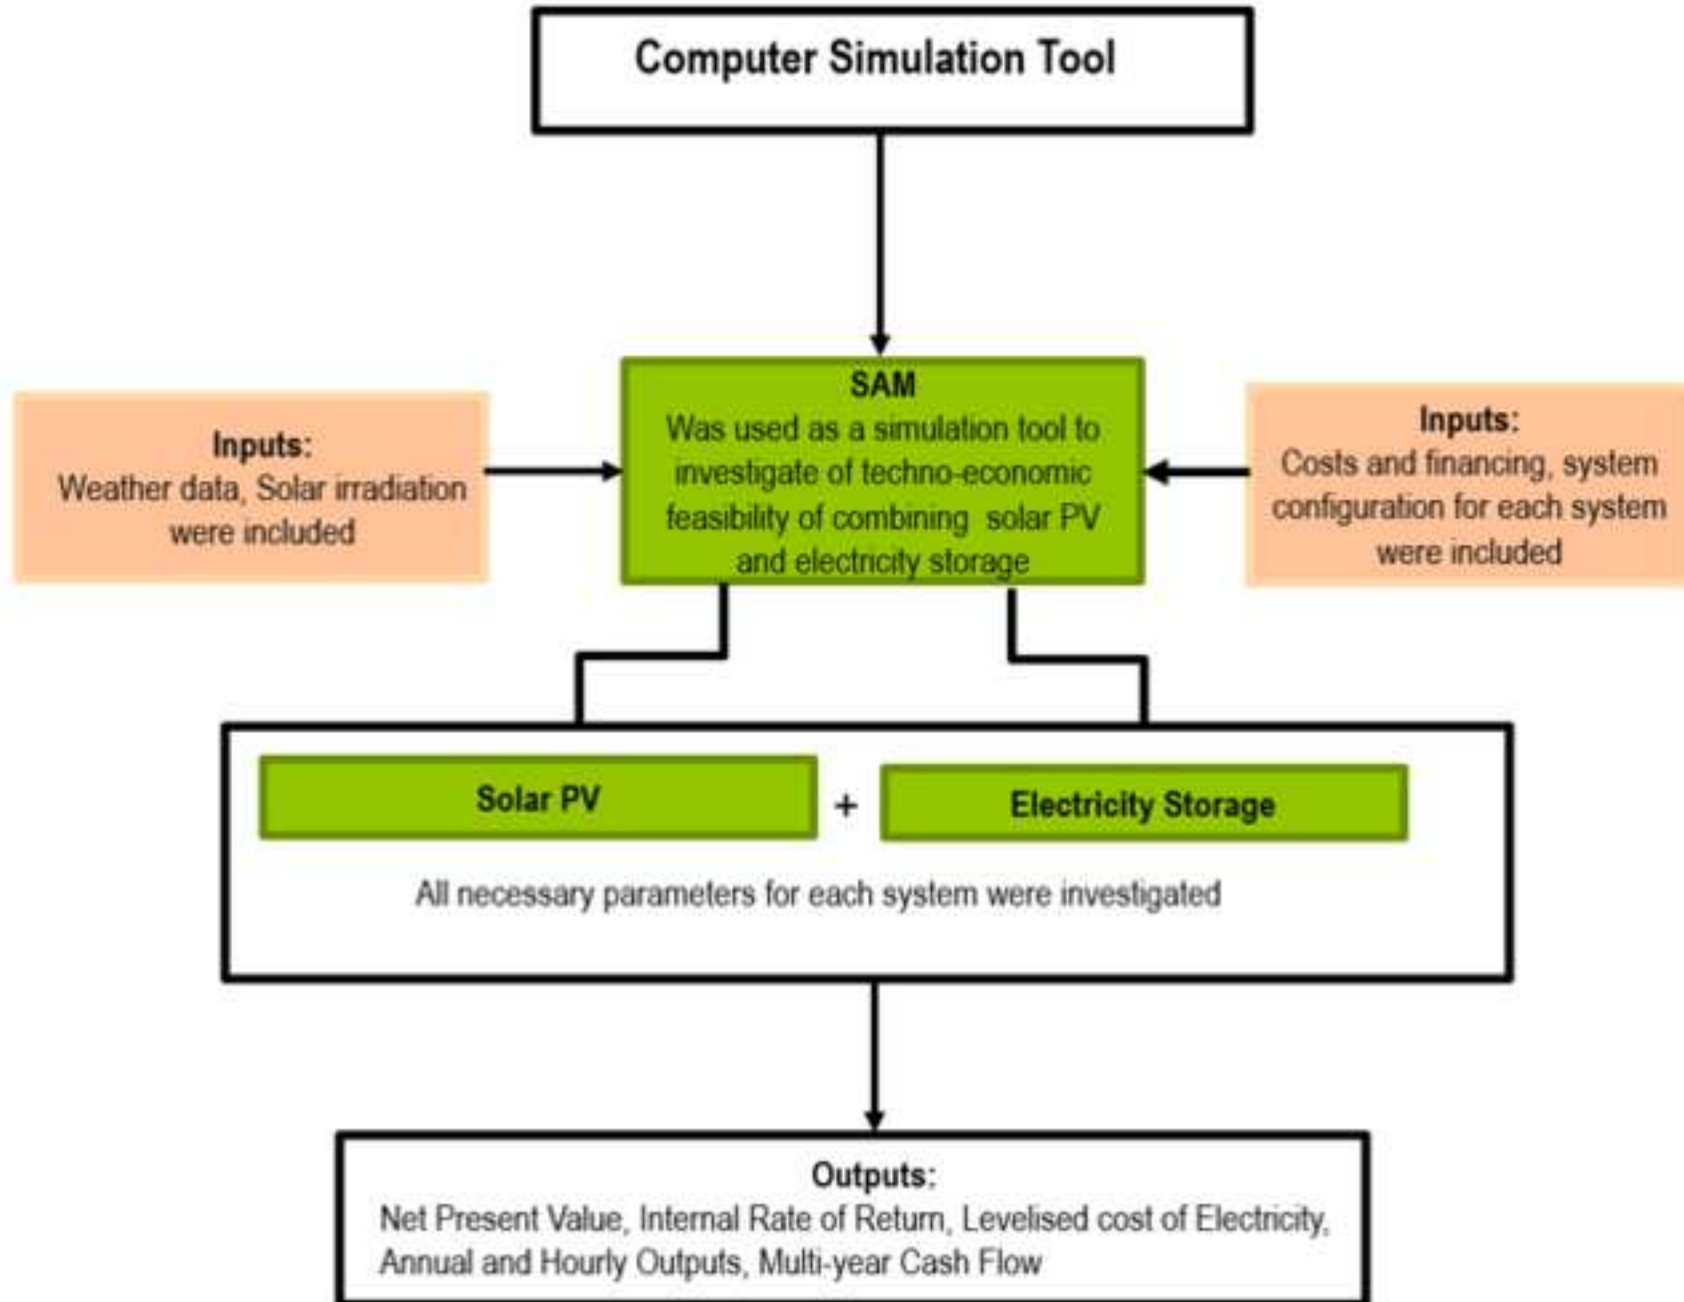 Computer Simulation Tool
SAM
Was used as a simulation tool to
investigate of techno-economic
feasibility of combining solar PV
and electricity storage
Inputs:
Weather data, Solar irradiation
were included
Inputs:
Costs and financing, system
configuration for each system
were included
Solar PV
+
Electricity Storage
All necessary parameters for each system were investigated
Outputs:
Net Present Value, Internal Rate of Return, Levelised cost of Electricity,
Annual and Hourly Outputs, Multi-year Cash Flow